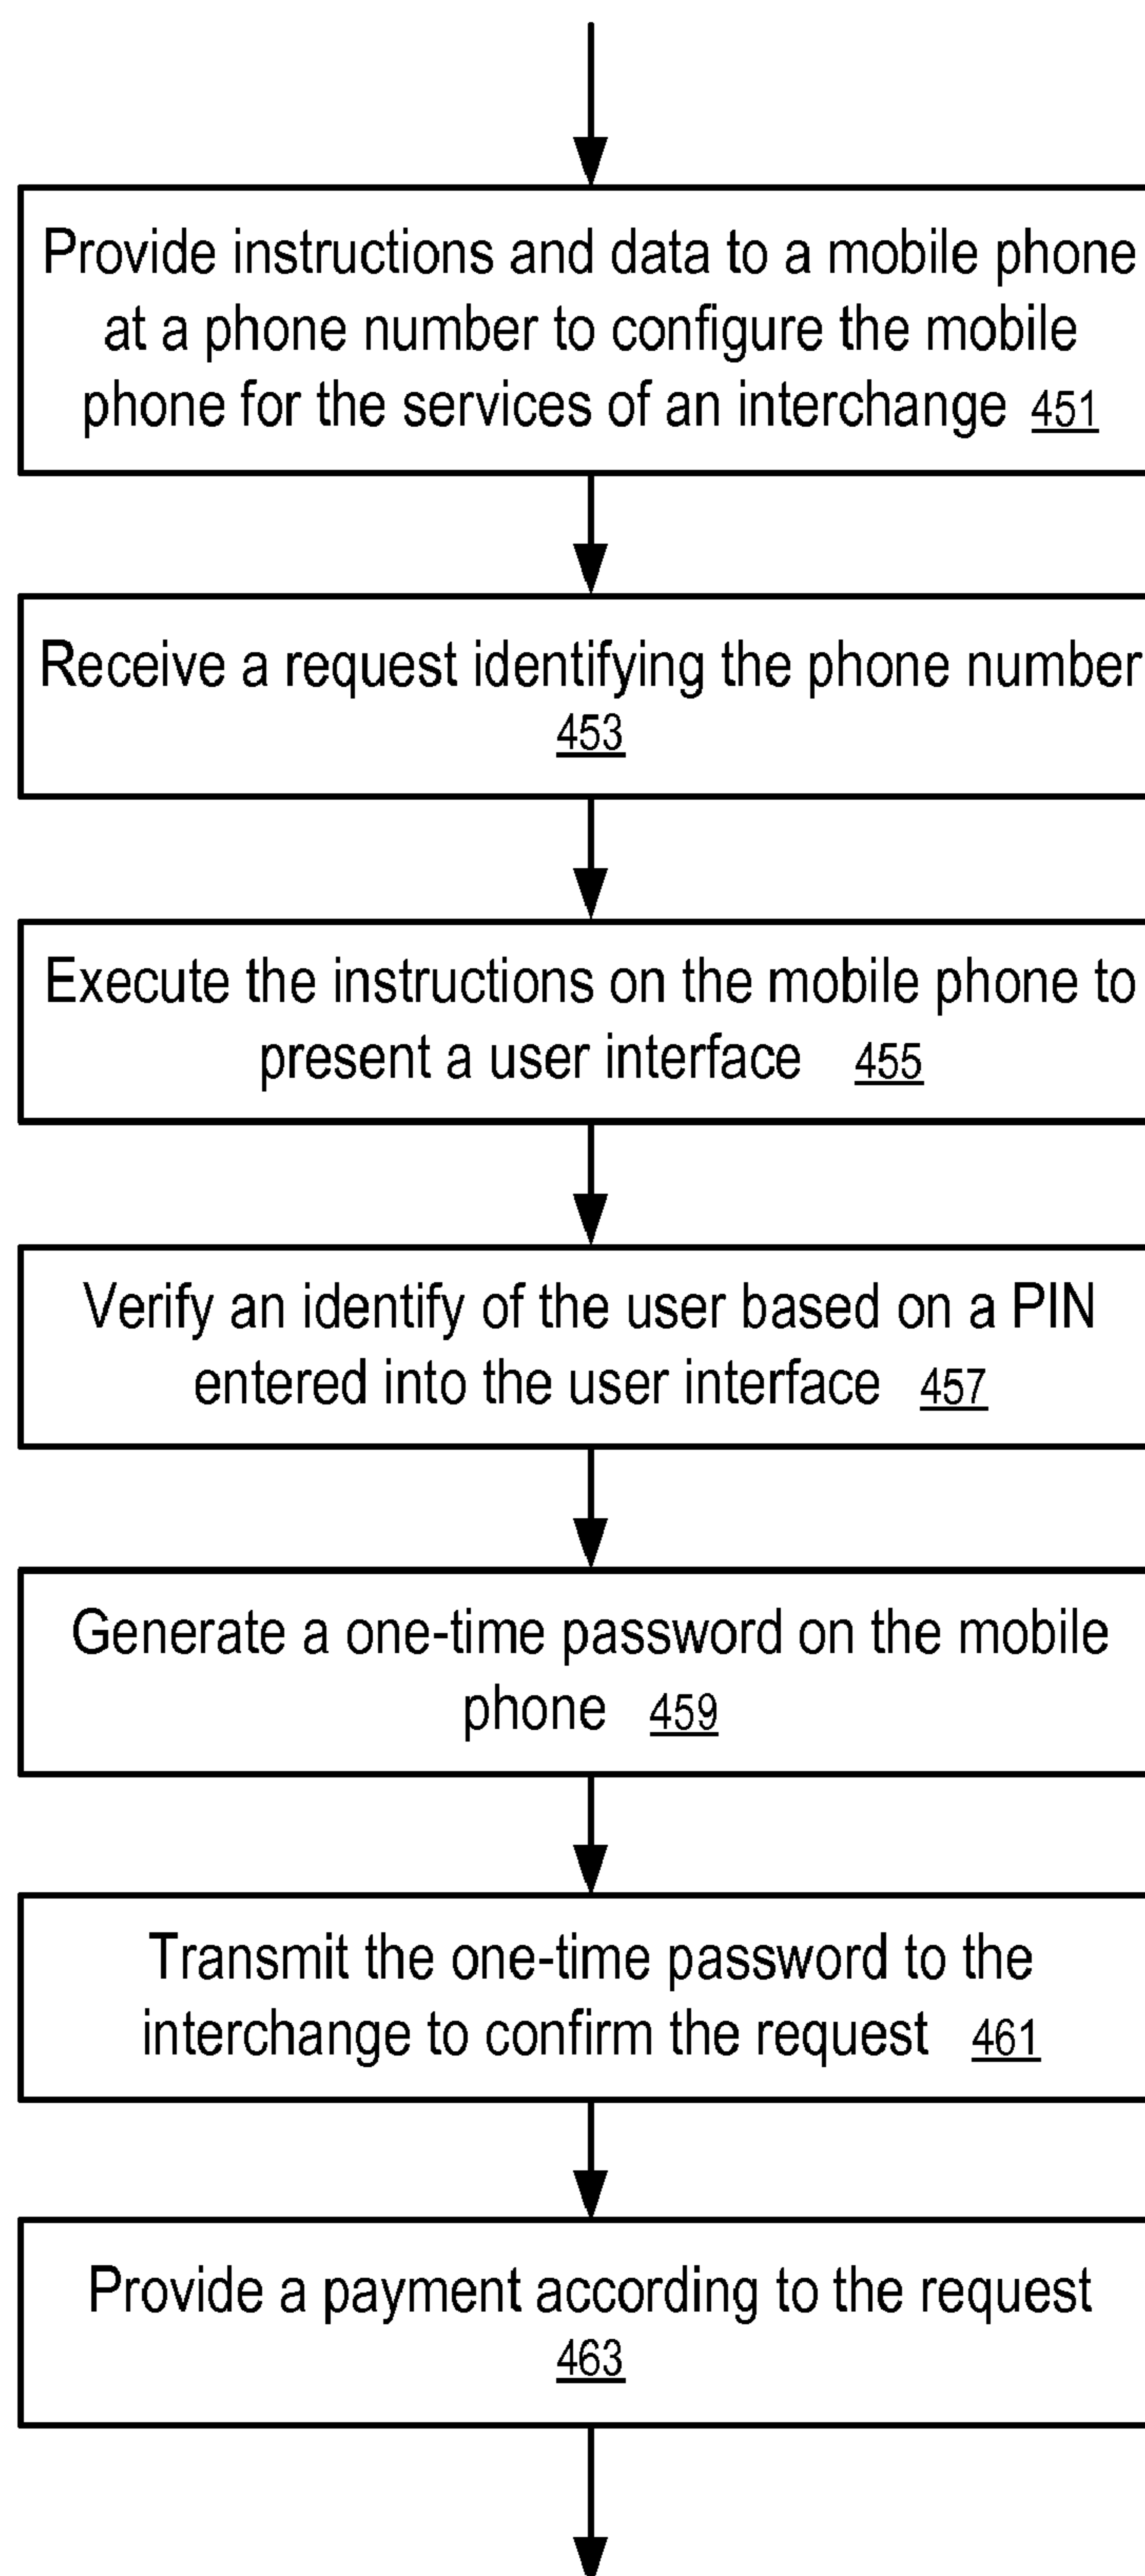 Provide instructions and data to a mobile phone
at a phone number to configure the mobile
phone for the services of an interchange 451
Receive a request identifying the phone number
453
Execute the instructions on the mobile phone to
present a user interface 455
Verify an identify of the user based on a PIN
entered into the user interface 457
Generate a one-time password on the mobile
phone 459
Transmit the one-time password to the
interchange to confirm the request 461
Provide a payment according to the request
463